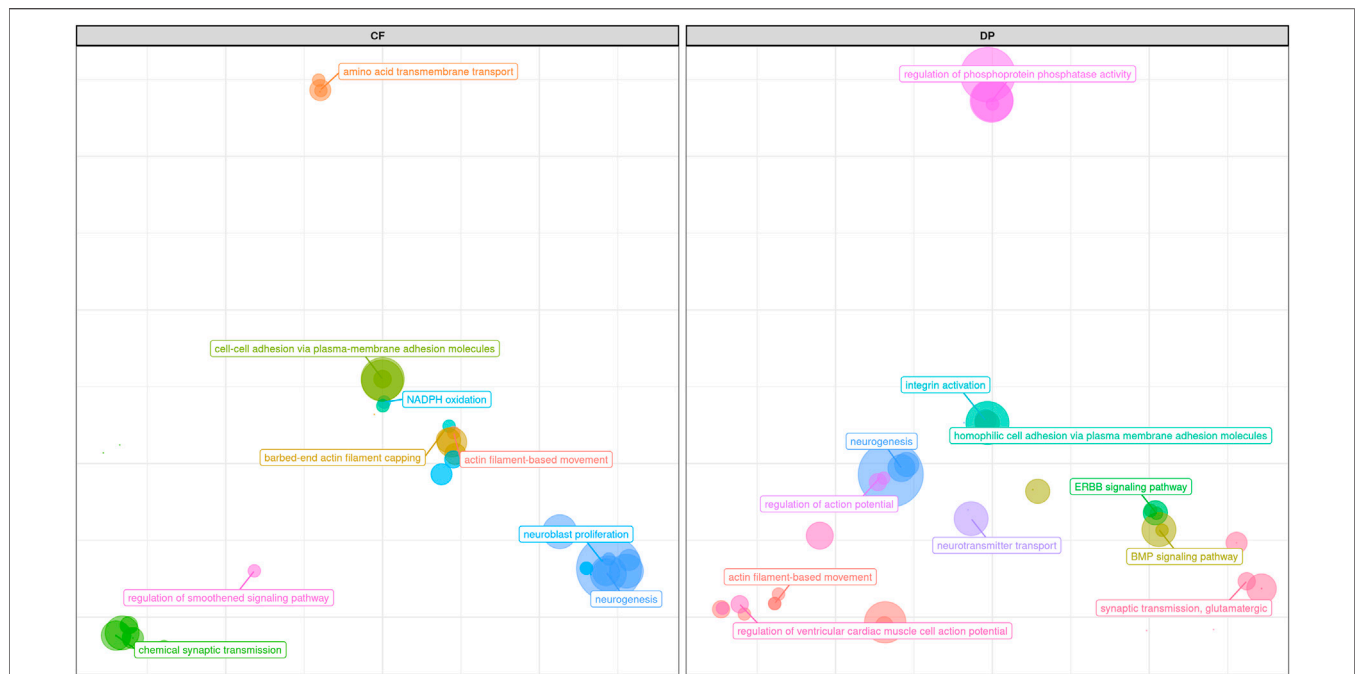 CF
amino acid transmembrane transport
cell-cell adhesion via plasma-membrane adhesion molecules
NADPH oxidation
barbed-end actin filament capping
actin filament-based movement
neuroblast proliferation
regulation of smoothened signaling pathway
neurogenesis
chemical synaptic transmission
DP
regulation of phosphoprotein phosphatase activity
integrin activation
homophilic cell adhesion via plasma membrane adhesion molecules
neurogenesis
ERBB signaling pathway
regulation of action potential
neurotransmitter transport
BMP signaling pathway
actin filament-based movement
synaptic transmission, glutamatergic
regulation of ventricular cardiac muscle cell action potential